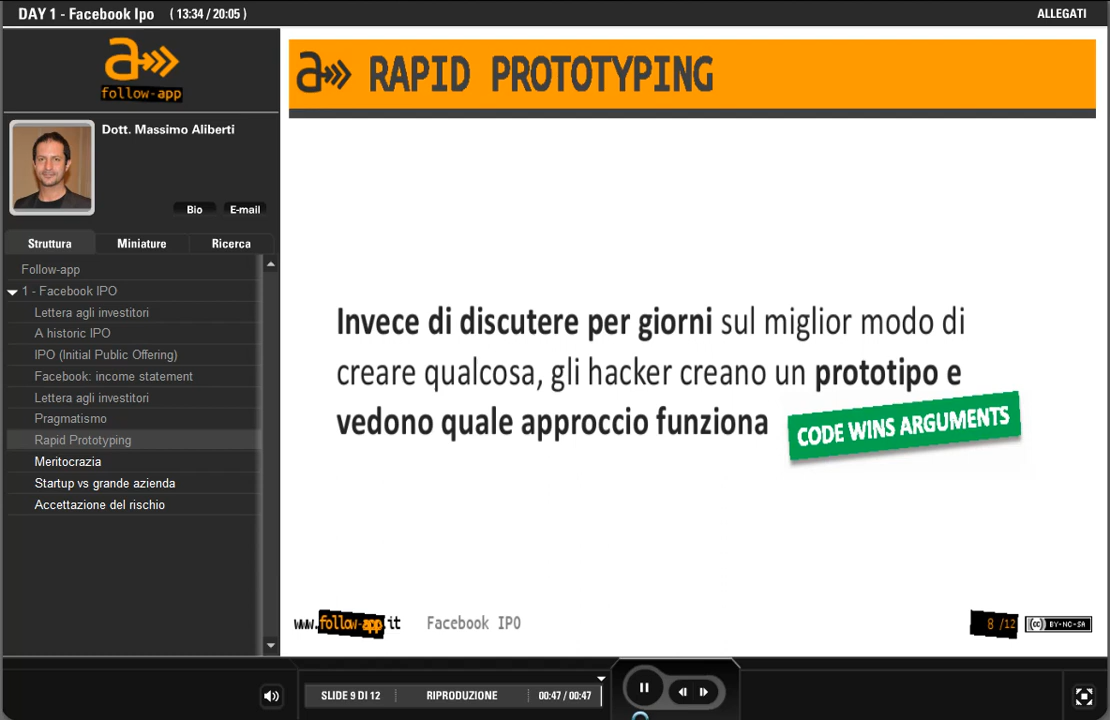 DAY 1 - Facebook Ipo ( 13:34 / 20:05 )
ALLEGATI
a
follow-app
Dott. Massimo Aliberti
Bio
E-mail
Struttura
Miniature
Ricerca
Follow-app
1 - Facebook IPO
Lettera agli investitori
A historic IPO
IPO (Initial Public Offering)
Facebook: income statement
Lettera agli investitori
Pragmatismo
Rapid Prototyping
Meritocrazia
Startup vs grande azienda
Accettazione del rischio
a RAPID PROTOTYPING
Invece di discutere per giorni sul miglior modo di
creare qualcosa, gli hacker creano un prototipo e
vedono quale approccio funziona
CODE WINS ARGUMENTS
www.follow-app.it
Facebook IPO
8 /12
(cc) BY-NC-SA
SLIDE 9 DI 12
RIPRODUZIONE
00:47 / 00:47